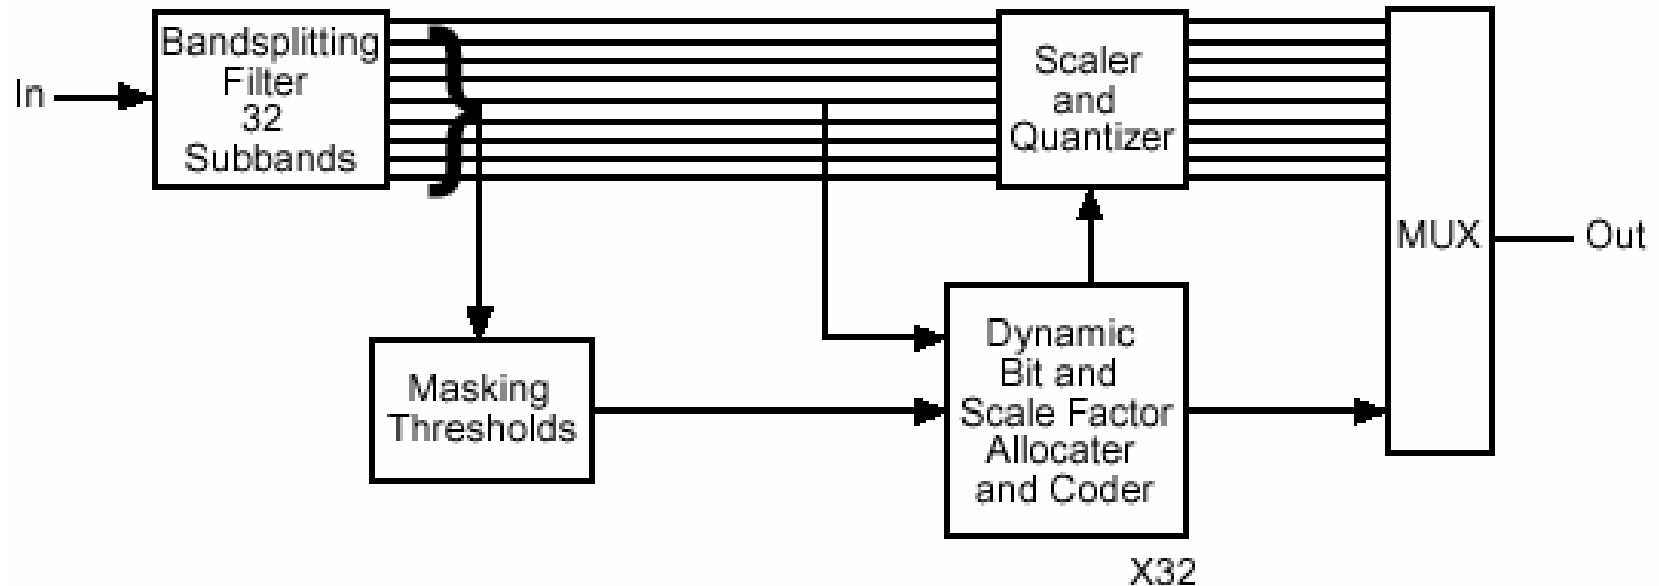 In
Bandsplitting
Filter
32
Subbands
Scaler
and
Quantizer
MUX
Out
Masking
Thresholds
Dynamic
Bit and
Scale Factor
Allocater
and Coder
X32